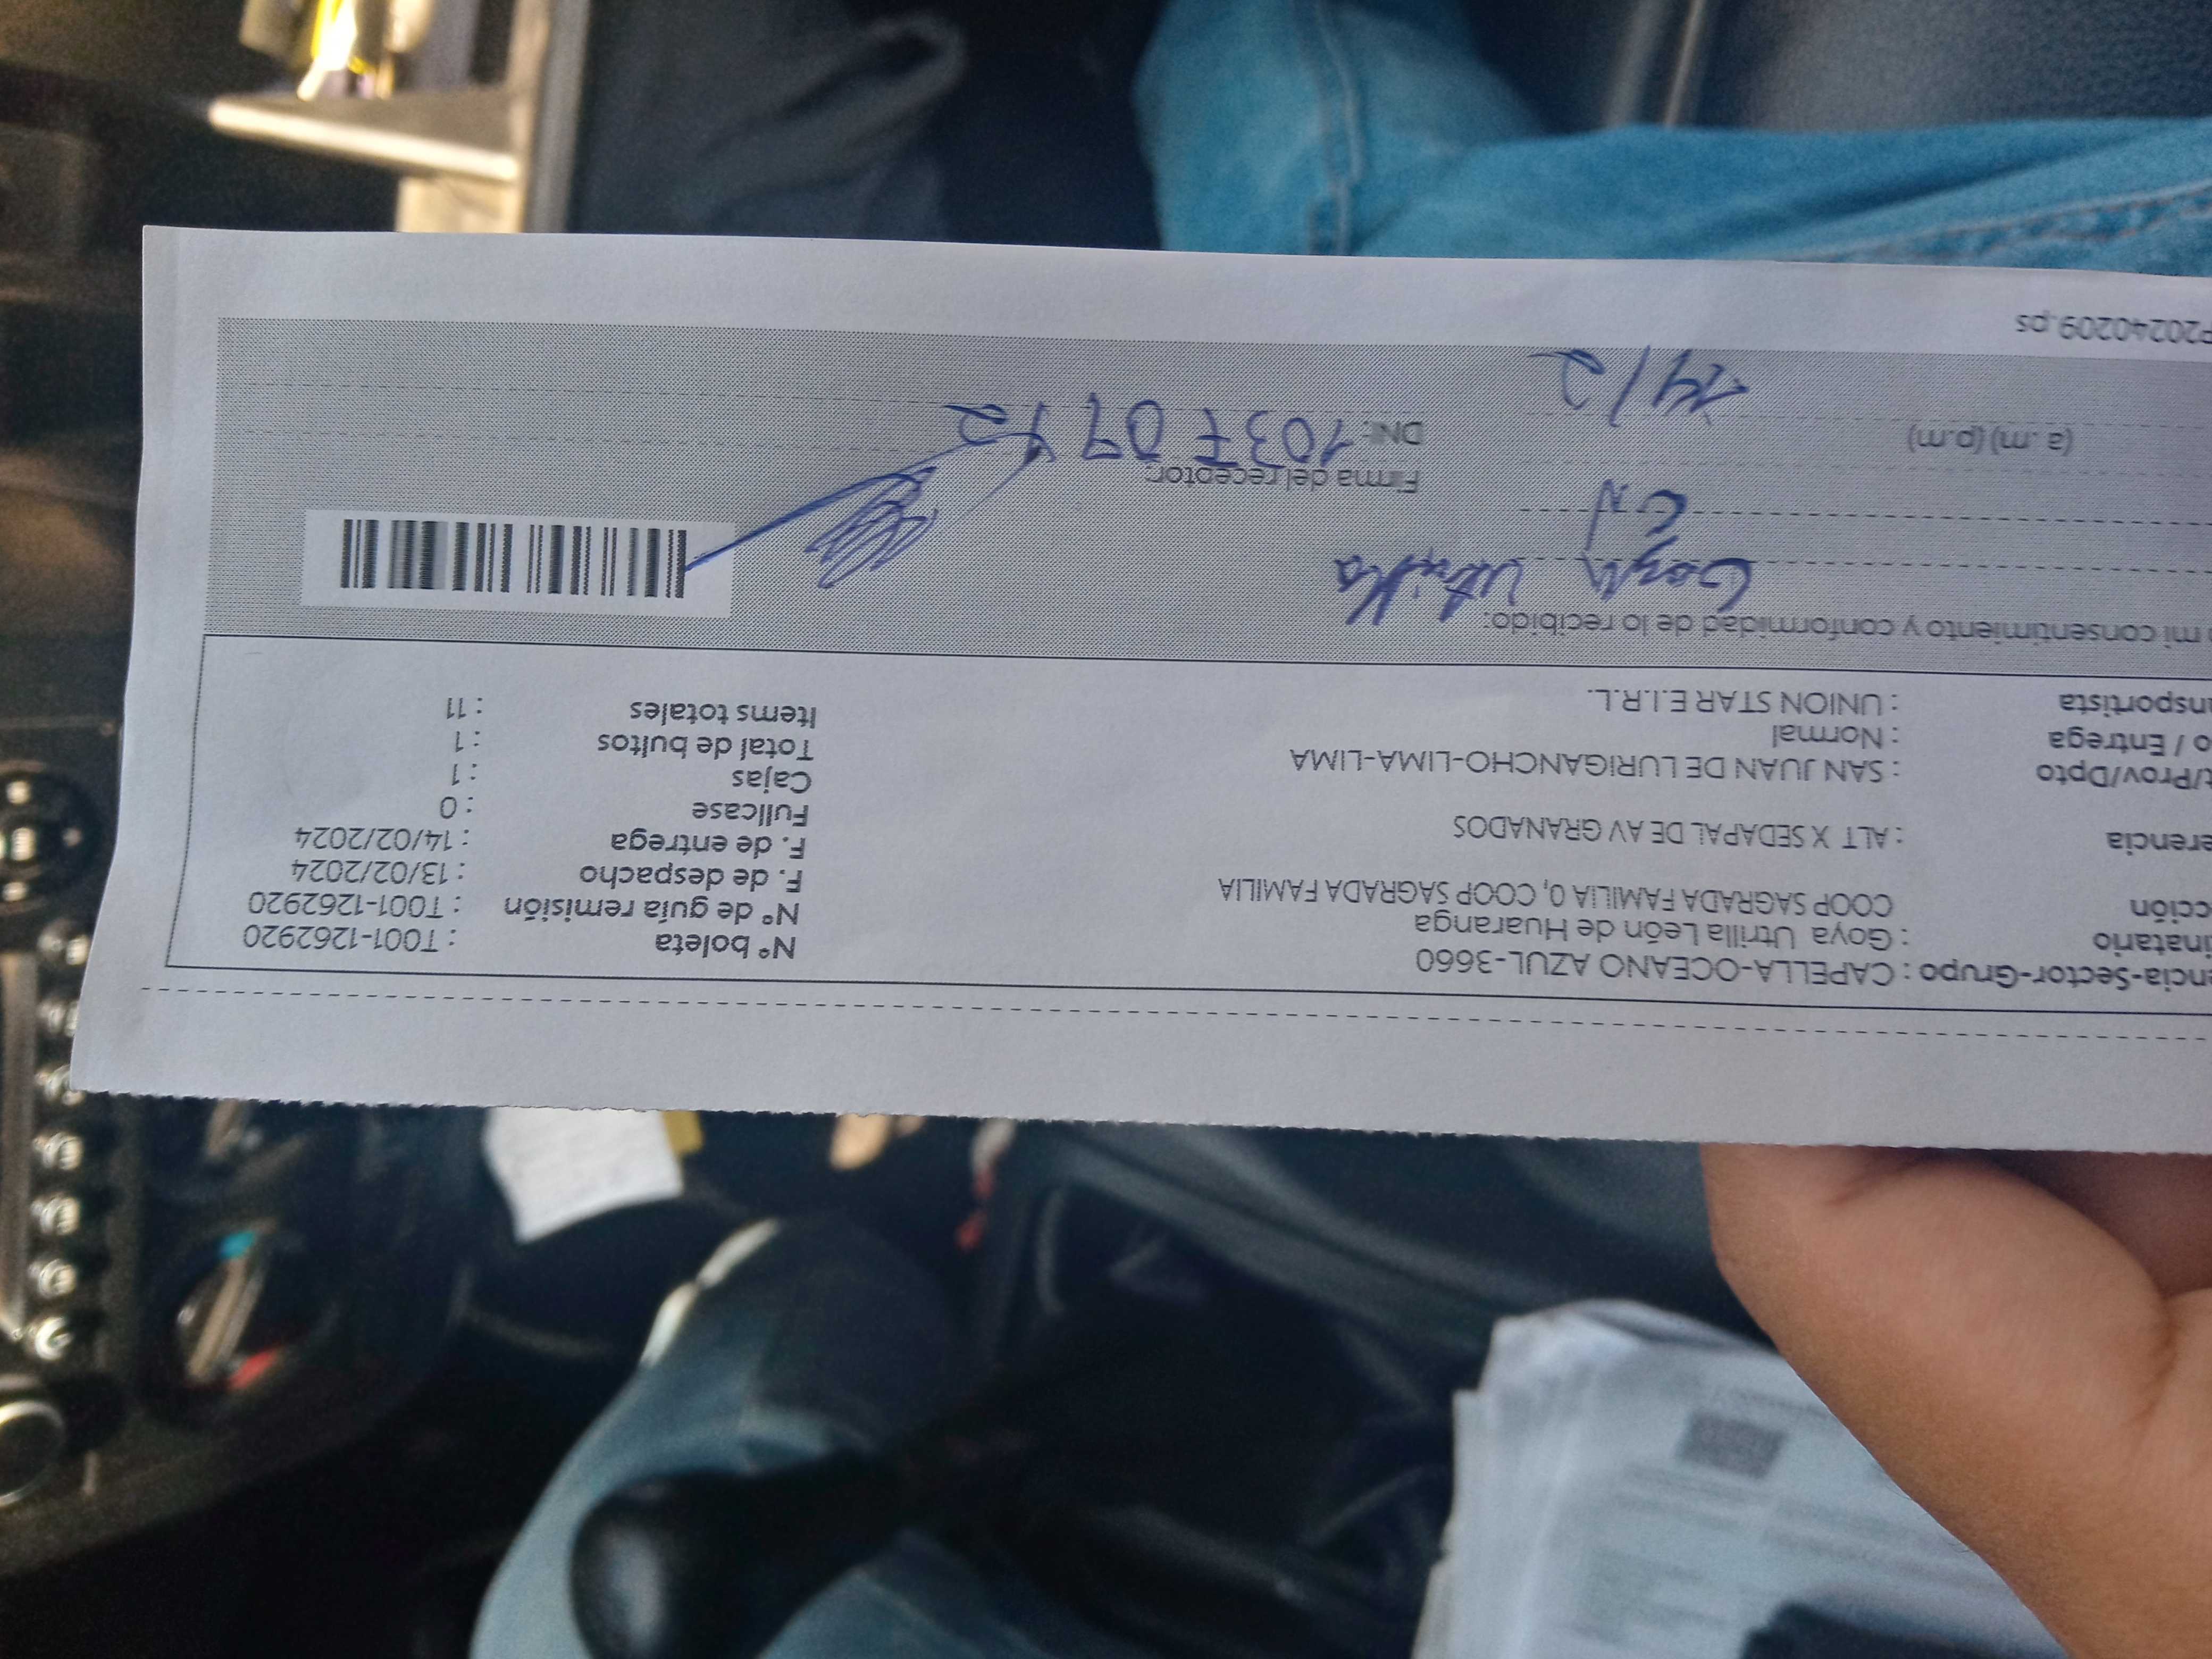 encia-Sector-Grupo : CAPELLA-OCEANO AZUL-3660
inatario : Goya Utrilla León de Huaranga
cción COOP SAGRADA FAMILIA 0, COOP SAGRADA FAMILIA
erencia : ALT X SEDAPAL DE AV GRANADOS
t/Prov/Dpto : SAN JUAN DE LURIGANCHO-LIMA-LIMA
o / Entrega : Normal
nsportista : UNION STAR E.I.R.L.
N° boleta : T001-1262920
N° de guía remisión : T001-1262920
F. de despacho : 13/02/2024
F. de entrega : 14/02/2024
Fullcase : 0
Cajas : 1
Total de bultos : 1
Items totales : 11
mi consentimiento y conformidad de lo recibido:
Goya Utrilla
Firma del receptor:
(a .m) (p.m)
DNI:
14/2
P20240209.ps